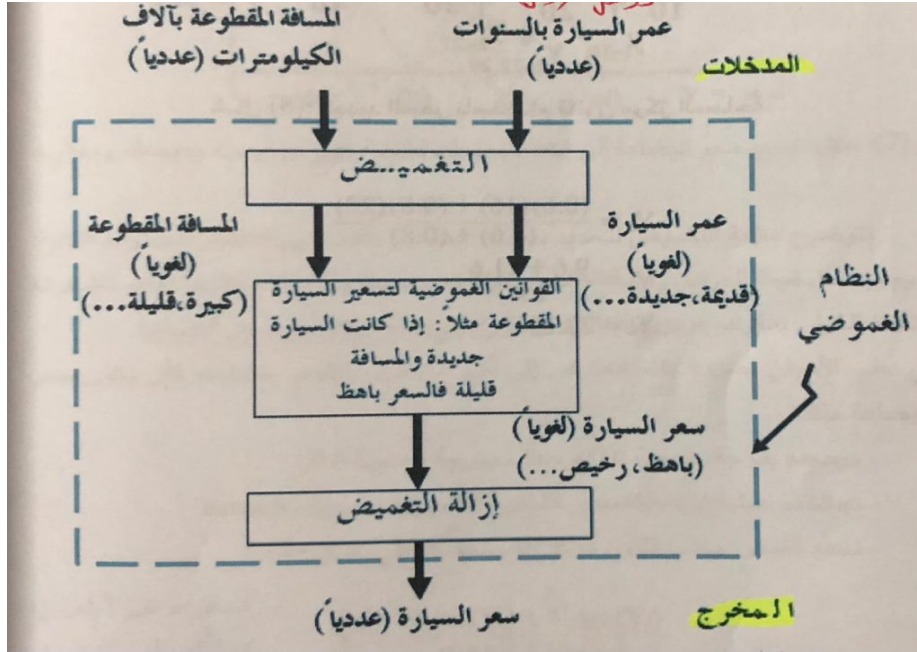 المدخلات
عمر السيارة بالسنوات
(عددياً)
المسافة المقطوعة بآلاف
الكيلومترات (عددياً)
التغميـض
عمر السيارة
(لغوياً)
(قديمة،جديدة...)
المسافة المقطوعة
(لغوياً)
(كبيرة،قليلة...)
النظام
الغموضي
القوانين الغموضية لتسعير السيارة
المقطوعة مثلاً: إذا كانت السيارة
جديدة والمسافة
قليلة فالسعر باهظ
سعر السيارة (لغوياً)
(باهظ، رخيص...)
إزالة التغميض
المخرج
سعر السيارة (عددياً)